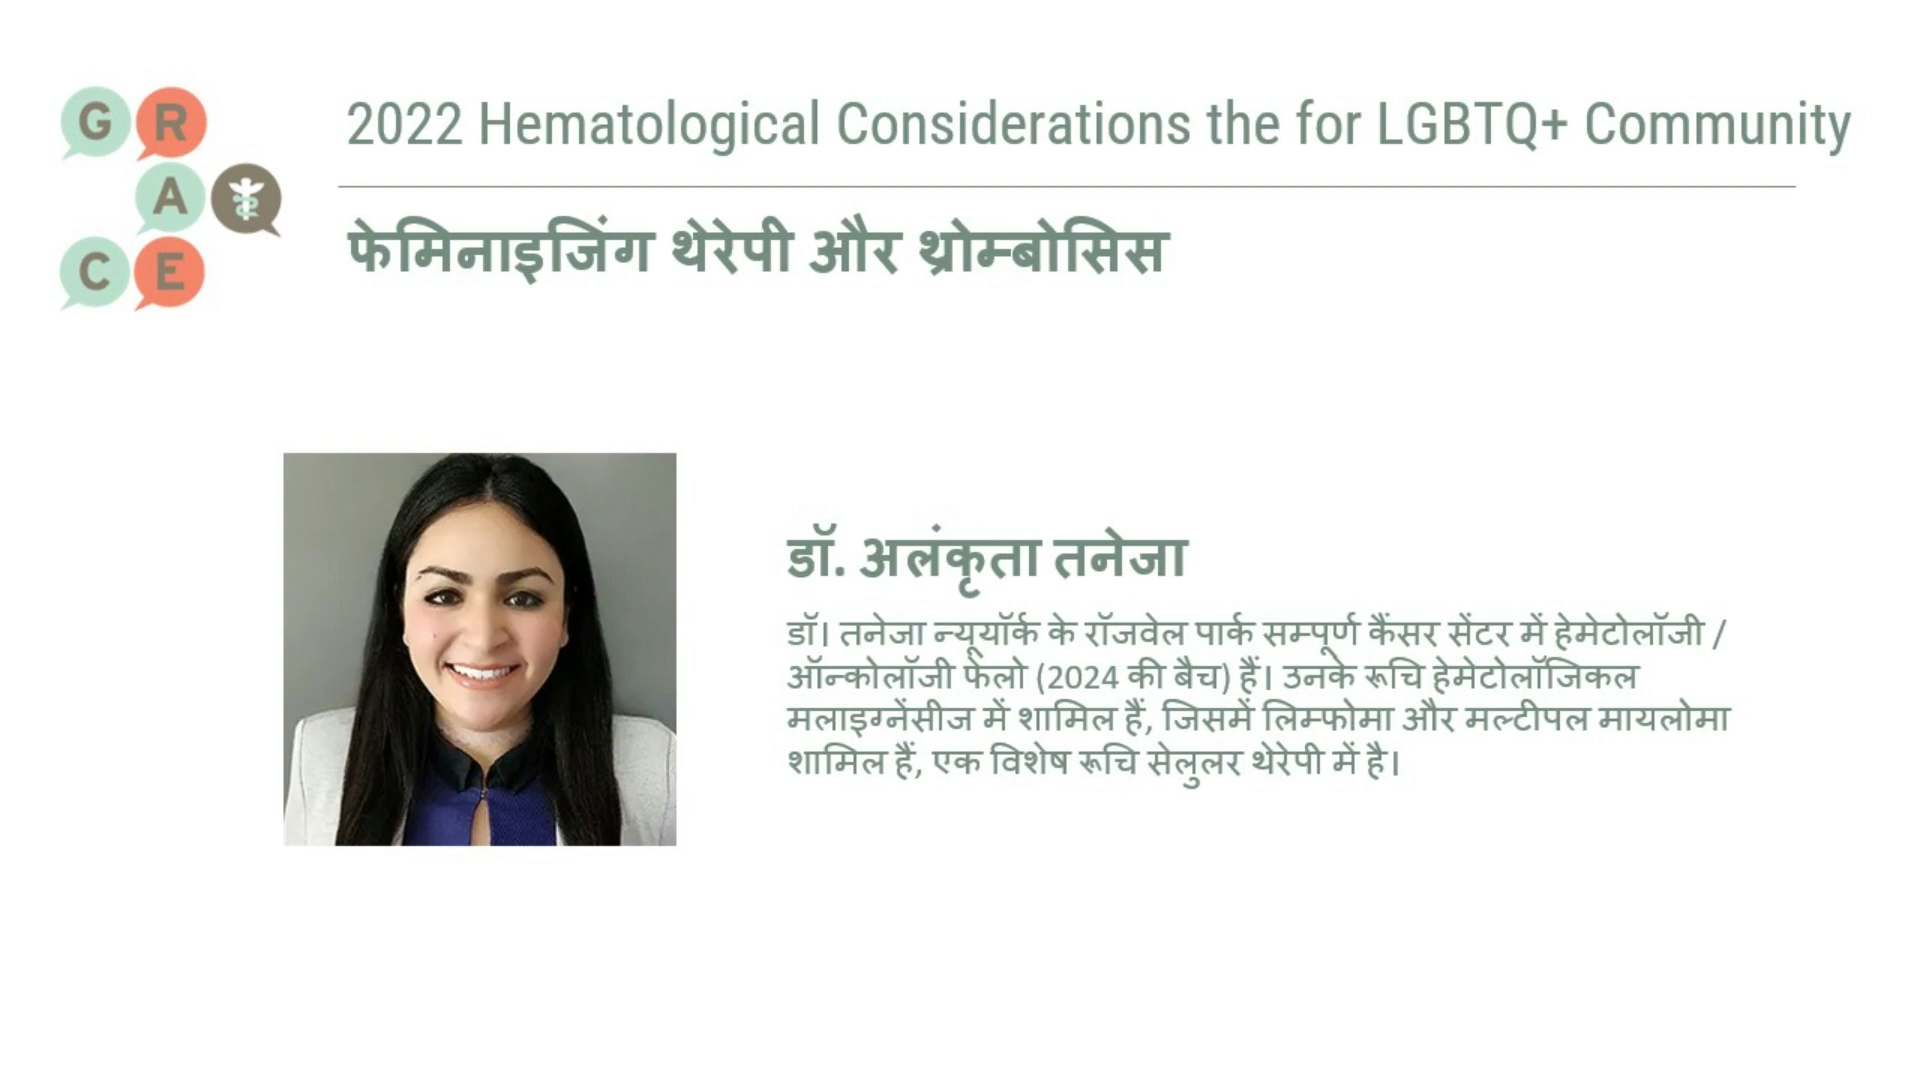 G R
A
C E
2022 Hematological Considerations the for LGBTQ+ Community
फेमिनाइजिंग थेरेपी और थ्रोम्बोसिस
डॉ. अलंकृता तनेजा
डॉ। तनेजा न्यूयॉर्क के रॉजवेल पार्क सम्पूर्ण कैंसर सेंटर में हेमेटोलॉजी /
ऑन्कोलॉजी फेलो (2024 की बैच) हैं। उनके रूचि हेमेटोलॉजिकल
मलाइग्नेंसीज में शामिल हैं, जिसमें लिम्फोमा और मल्टीपल मायलोमा
शामिल हैं, एक विशेष रूचि सेलुलर थेरेपी में है।